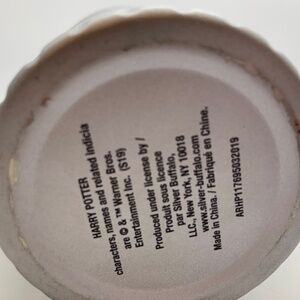 HARRY POTTER
characters, names and related indicia
are © & ™ Warner Bros.
Entertainment Inc. (S19)
Produced under license by /
Produit sous licence
par Silver Buffalo,
LLC., New York, NY 10018
www.silver-buffalo.com
Made in China. / Fabriqué en Chine.
ARHP117695032019